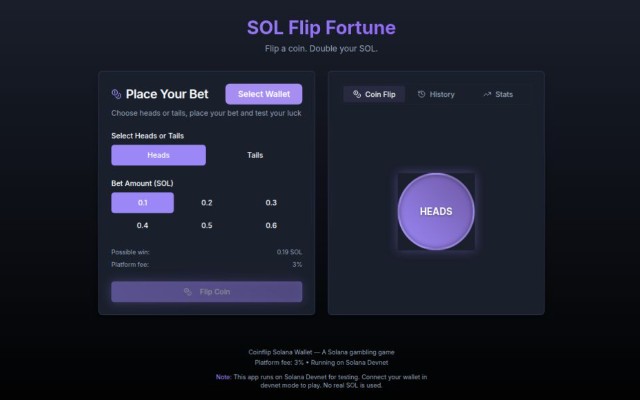 SOL Flip Fortune
Flip a coin. Double your SOL.
Place Your Bet
Select Wallet
Choose heads or tails, place your bet and test your luck
Select Heads or Tails
Heads Tails
Bet Amount (SOL)
0.1 0.2 0.3
0.4 0.5 0.6
Possible win: 0.19 SOL
Platform fee: 3%
Flip Coin
Coin Flip History Stats
HEADS
Coinflip Solana Wallet — A Solana gambling game
Platform fee: 3% • Running on Solana Devnet
Note: This app runs on Solana Devnet for testing. Connect your wallet in
devnet mode to play. No real SOL is used.